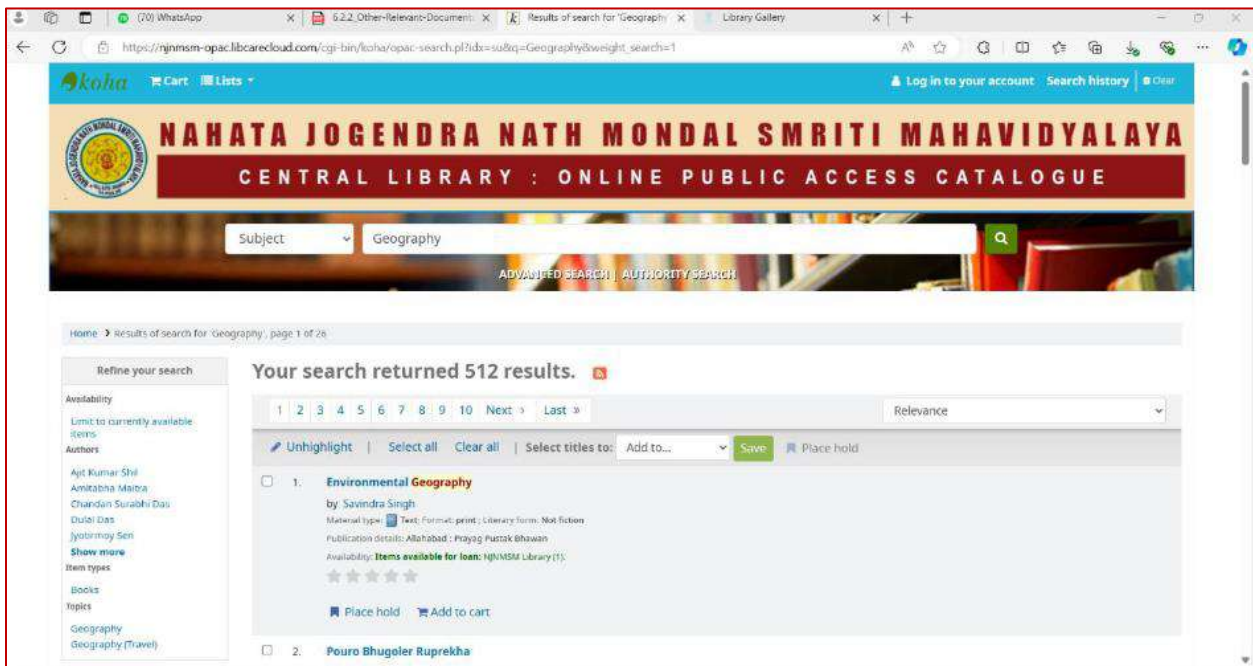 (70) WhatsApp
6.2.2_Other-Relevant-Document
Results of search for 'Geography
Library Gallery
https://njnmsm-opac.libcarecloud.com/cgi-bin/koha/opac-search.pl?idx=su&q=Geography&weight_search=1
koha Cart Lists
Log in to your account Search history Clear
NAHATA JOGENDRA NATH MONDAL SMRITI MAHAVIDYALAYA
CENTRAL LIBRARY : ONLINE PUBLIC ACCESS CATALOGUE
Subject Geography
ADVANCED SEARCH | AUTHORITY SEARCH
Home › Results of search for 'Geography', page 1 of 26
Refine your search
Availability
Limit to currently available
items
Authors
Ajit Kumar Shil
Amitabha Maitra
Chandan Surabhi Das
Dulal Das
Jyotirmoy Sen
Show more
Item types
Books
Topics
Geography
Geography (Travel)
Your search returned 512 results.
1 2 3 4 5 6 7 8 9 10 Next › Last »
Relevance
Unhighlight | Select all Clear all | Select titles to: Add to... Save Place hold
1. Environmental Geography
by Savindra Singh
Material type: Text; Format: print ; Literary form: Not fiction
Publication details: Allahabad : Prayag Pustak Bhawan
Availability: Items available for loan: NJNMSM Library (1).
Place hold Add to cart
2. Pouro Bhugoler Ruprekha